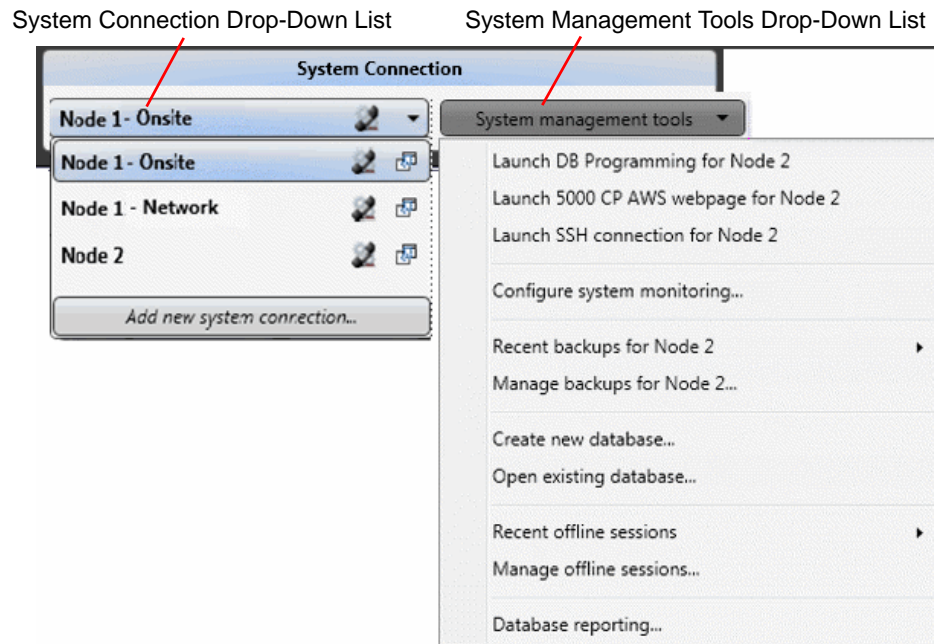 System Connection Drop-Down List
System Management Tools Drop-Down List
System Connection
Node 1- Onsite
System management tools
Node 1- Onsite
Node 1 - Network
Node 2
Add new system connection...
Launch DB Programming for Node 2
Launch 5000 CP AWS webpage for Node 2
Launch SSH connection for Node 2
Configure system monitoring...
Recent backups for Node 2
Manage backups for Node 2...
Create new database...
Open existing database...
Recent offline sessions
Manage offline sessions...
Database reporting...